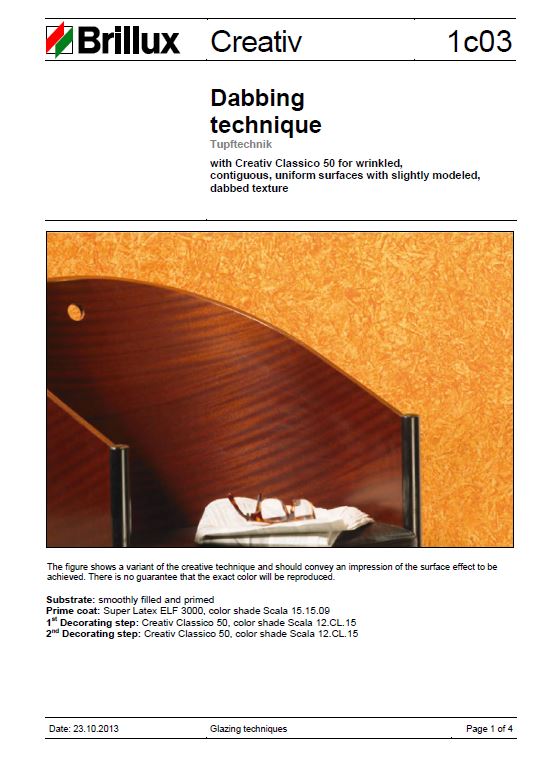 Brillux Creativ 1c03
Dabbing
technique
Tupftechnik
with Creativ Classico 50 for wrinkled,
contiguous, uniform surfaces with slightly modeled,
dabbed texture
The figure shows a variant of the creative technique and should convey an impression of the surface effect to be
achieved. There is no guarantee that the exact color will be reproduced.
Substrate: smoothly filled and primed
Prime coat: Super Latex ELF 3000, color shade Scala 15.15.09
1st Decorating step: Creativ Classico 50, color shade Scala 12.CL.15
2nd Decorating step: Creativ Classico 50, color shade Scala 12.CL.15
Date: 23.10.2013 Glazing techniques Page 1 of 4